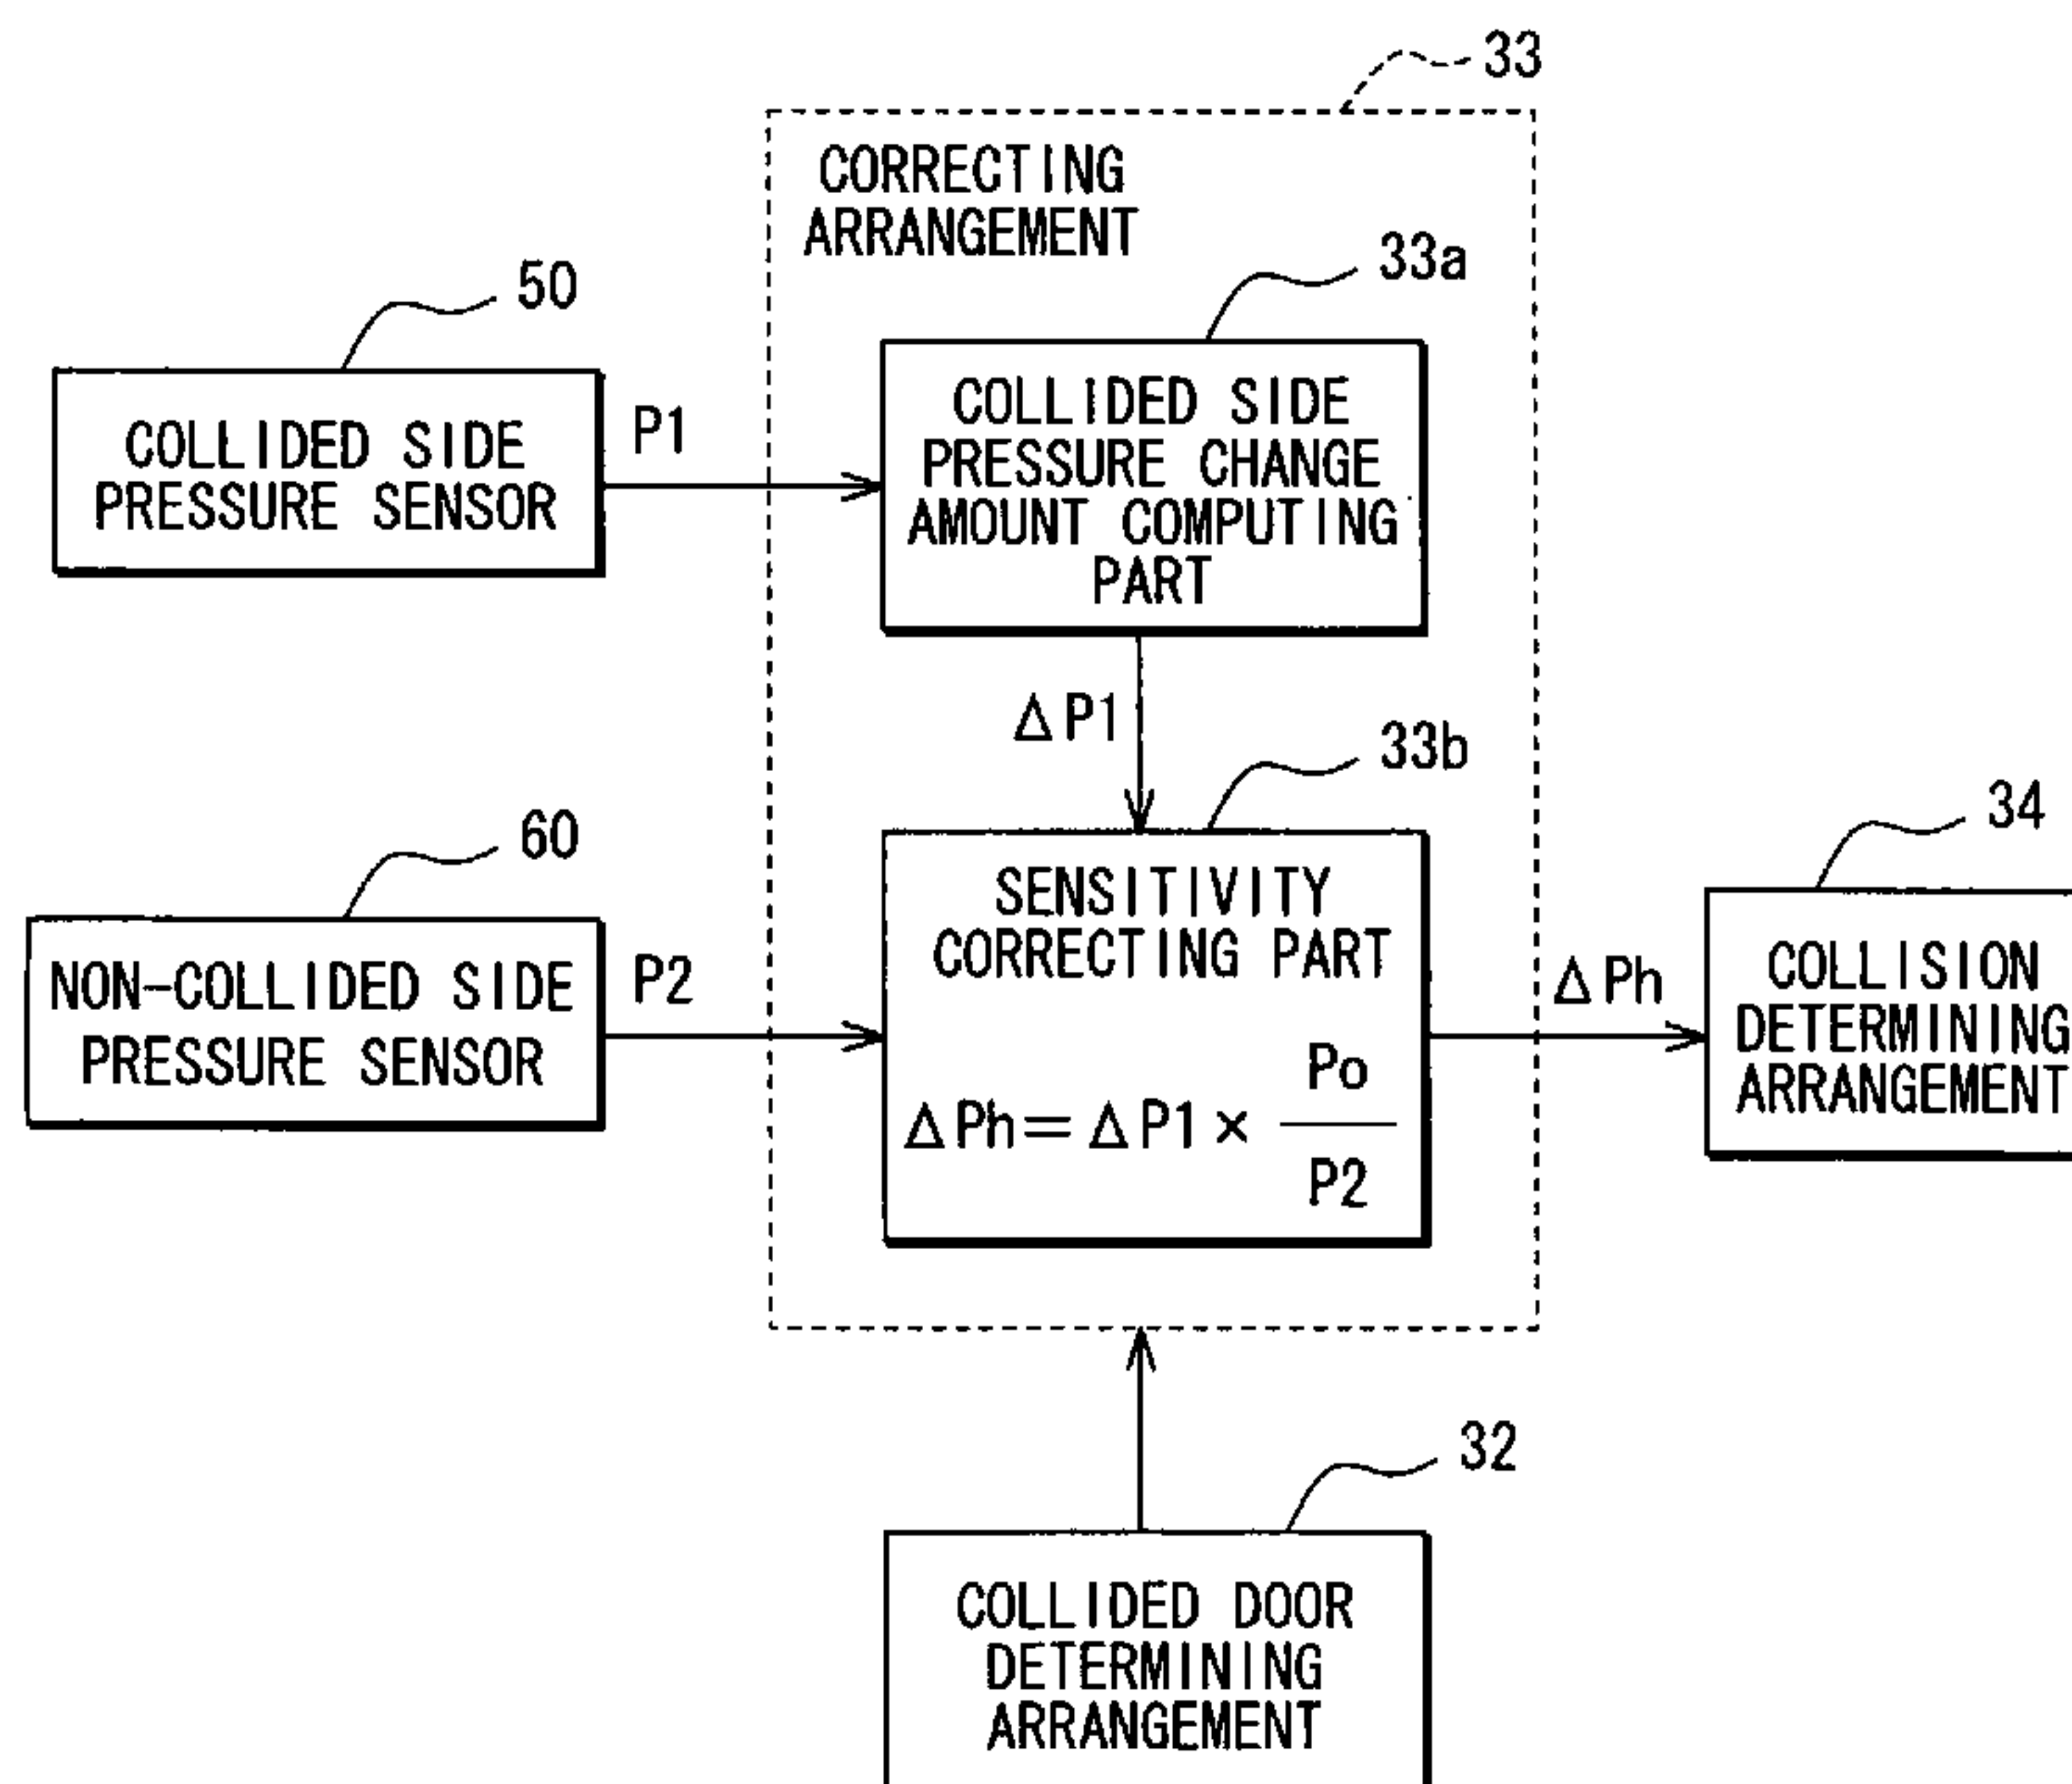 33
CORRECTING
ARRANGEMENT
33a
50
COLLIDED SIDE
PRESSURE SENSOR
P1
COLLIDED SIDE
PRESSURE CHANGE
AMOUNT COMPUTING
PART
ΔP1
33b
60
NON-COLLIDED SIDE
PRESSURE SENSOR
P2
SENSITIVITY
CORRECTING PART
ΔPh=ΔP1×Po/P2
ΔPh
34
COLLISION
DETERMINING
ARRANGEMENT
32
COLLIDED DOOR
DETERMINING
ARRANGEMENT